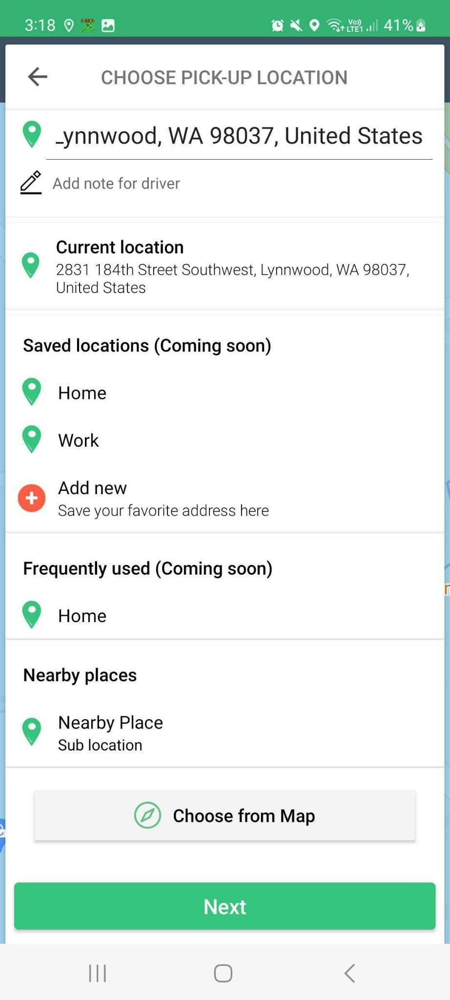 3:18 FAKE Vo)) LTE1 41%
CHOOSE PICK-UP LOCATION
ynnwood, WA 98037, United States
Add note for driver
Current location
2831 184th Street Southwest, Lynnwood, WA 98037,
United States
Saved locations (Coming soon)
Home
Work
Add new
Save your favorite address here
Frequently used (Coming soon)
Home
Nearby places
Nearby Place
Sub location
Choose from Map
Next